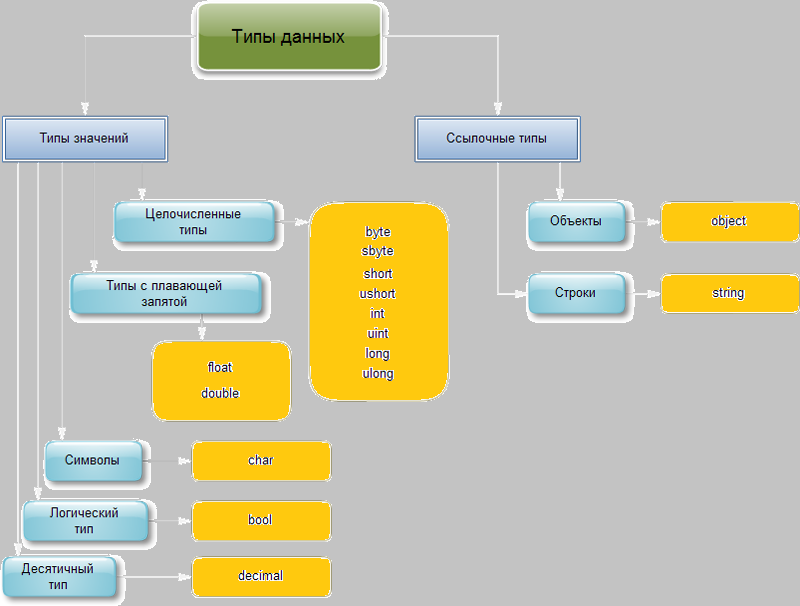 Типы данных
Типы значений
Ссылочные типы
Целочисленные
типы
byte
sbyte
short
ushort
int
uint
long
ulong
Объекты
object
Типы с плавающей
запятой
float
double
Строки
string
Символы
char
Логический
тип
bool
Десятичный
тип
decimal